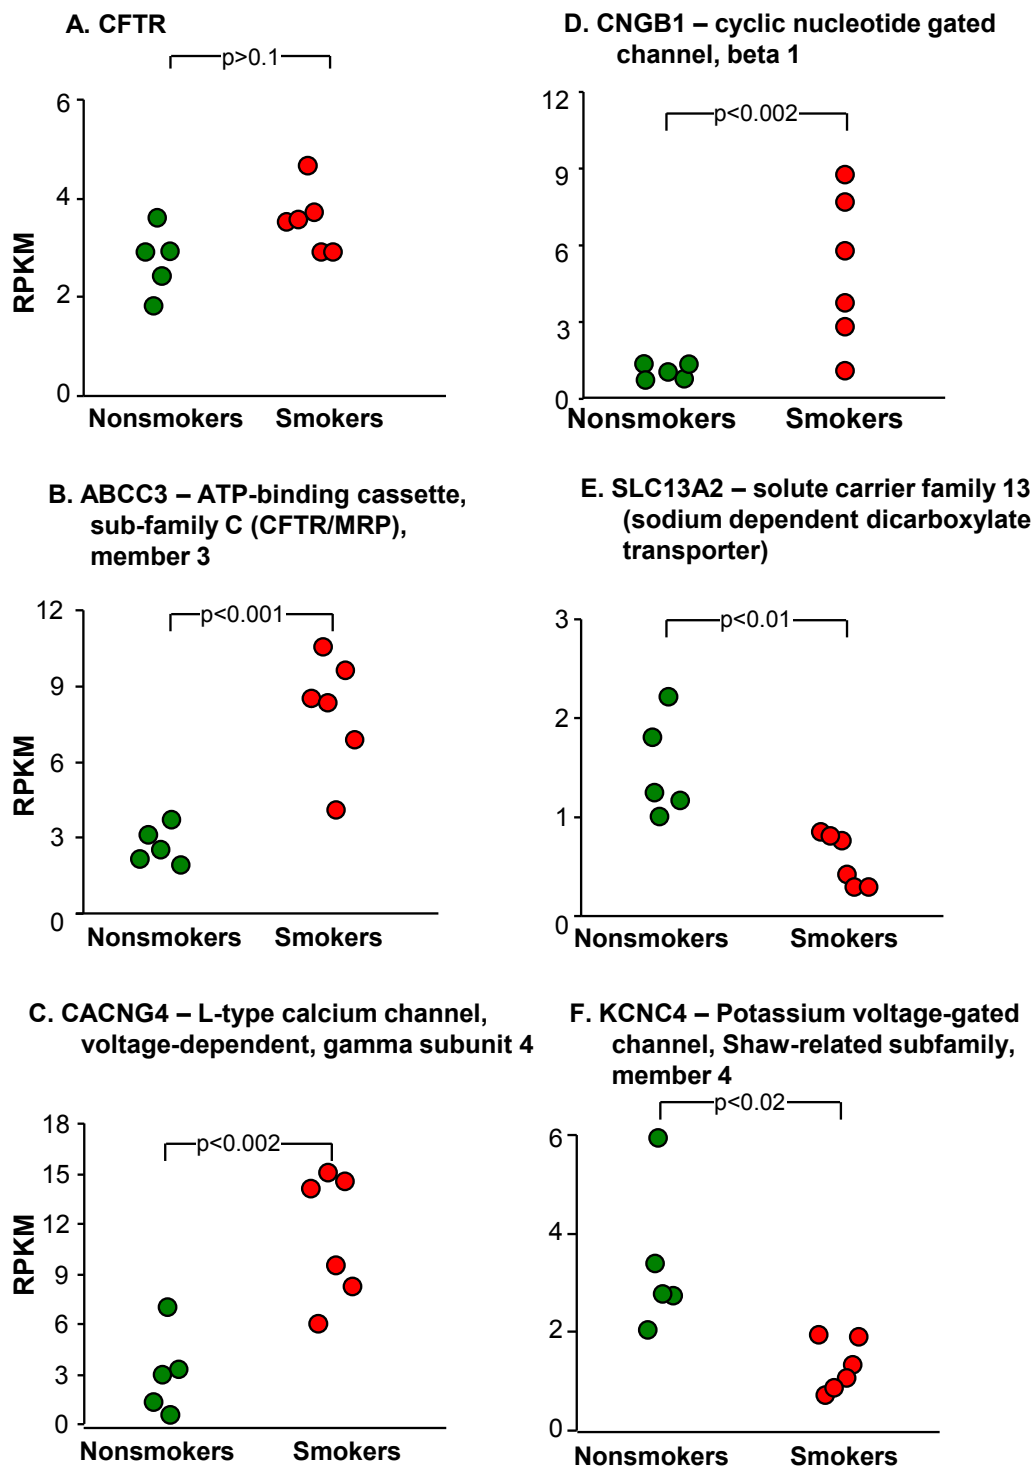 A. CFTR
p>0.1
6
4
2
0
RPKM
Nonsmokers Smokers
B. ABCC3 – ATP-binding cassette,
sub-family C (CFTR/MRP),
member 3
p<0.001
12
9
6
3
0
RPKM
Nonsmokers Smokers
C. CACNG4 – L-type calcium channel,
voltage-dependent, gamma subunit 4
p<0.002
18
15
12
9
6
3
0
RPKM
Nonsmokers Smokers
D. CNGB1 – cyclic nucleotide gated
channel, beta 1
p<0.002
12
9
6
3
0
Nonsmokers Smokers
E. SLC13A2 – solute carrier family 13
(sodium dependent dicarboxylate
transporter)
p<0.01
3
2
1
0
Nonsmokers Smokers
F. KCNC4 – Potassium voltage-gated
channel, Shaw-related subfamily,
member 4
p<0.02
6
4
2
0
Nonsmokers Smokers